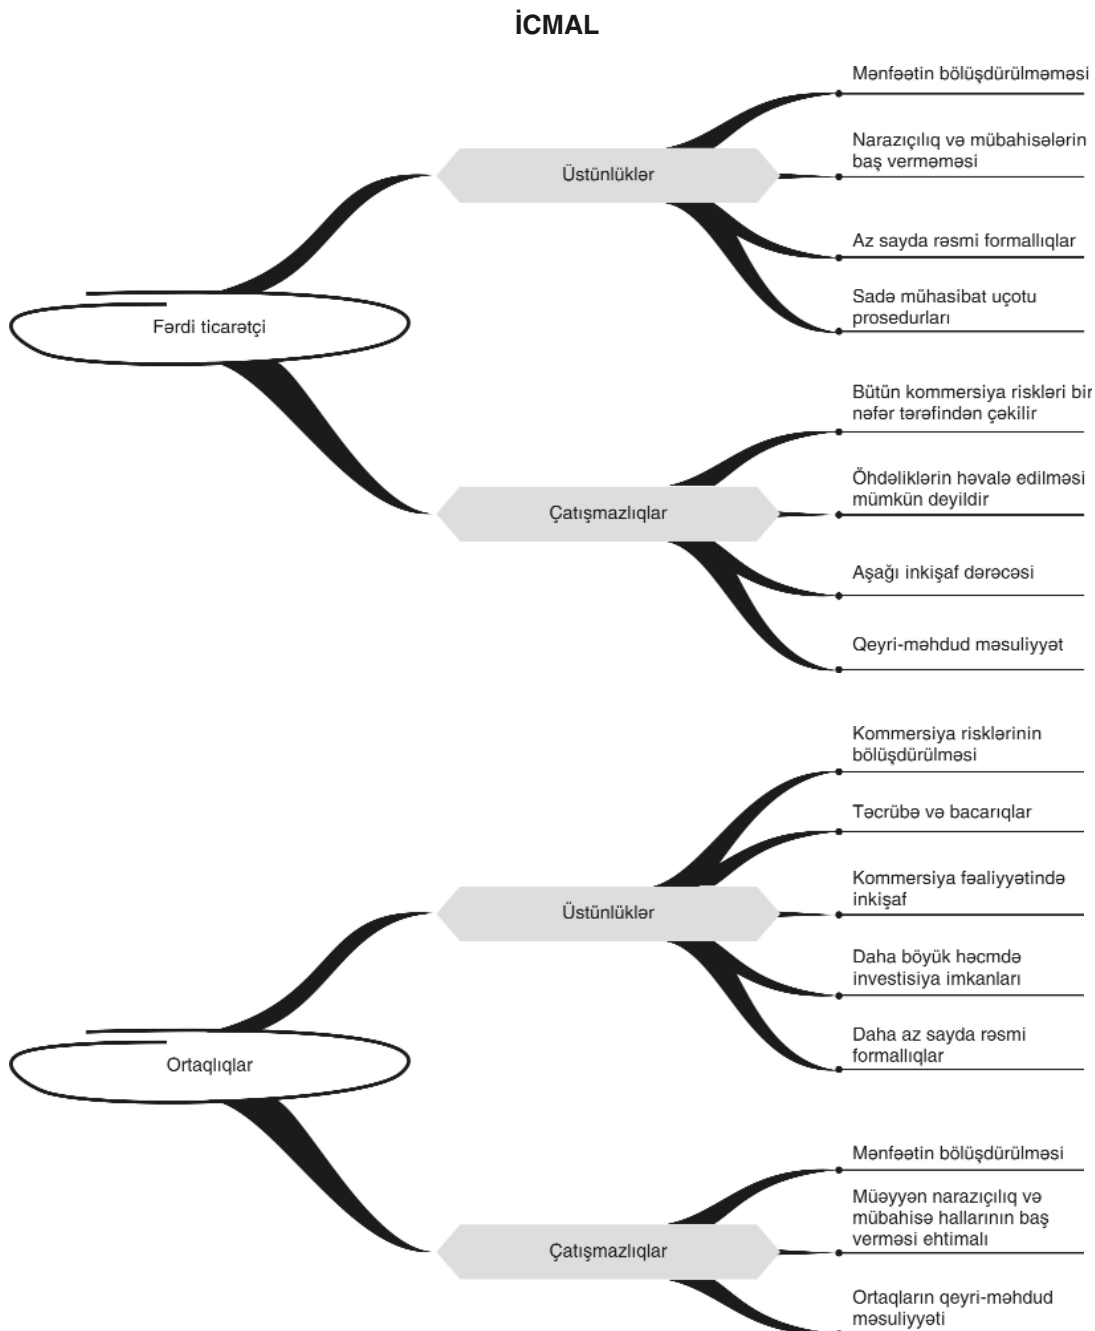 İCMAL
Mənfəətin bölüşdürülməməsi
Narazıçılıq və mübahisələrin
baş verməməsi
Üstünlüklər
Az sayda rəsmi formallıqlar
Sadə mühasibat uçotu
prosedurları
Fərdi ticarətçi
Bütün kommersiya riskləri bir
nəfər tərəfindən çəkilir
Öhdəliklərin həvalə edilməsi
mümkün deyildir
Çatışmazlıqlar
Aşağı inkişaf dərəcəsi
Qeyri-məhdud məsuliyyət
Kommersiya risklərinin
bölüşdürülməsi
Təcrübə və bacarıqlar
Kommersiya fəaliyyətində
inkişaf
Üstünlüklər
Daha böyük həcmdə
investisiya imkanları
Daha az sayda rəsmi
formallıqlar
Ortaqlıqlar
Mənfəətin bölüşdürülməsi
Müəyyən narazıçılıq və
mübahisə hallarının baş
verməsi ehtimalı
Çatışmazlıqlar
Ortaqların qeyri-məhdud
məsuliyyəti